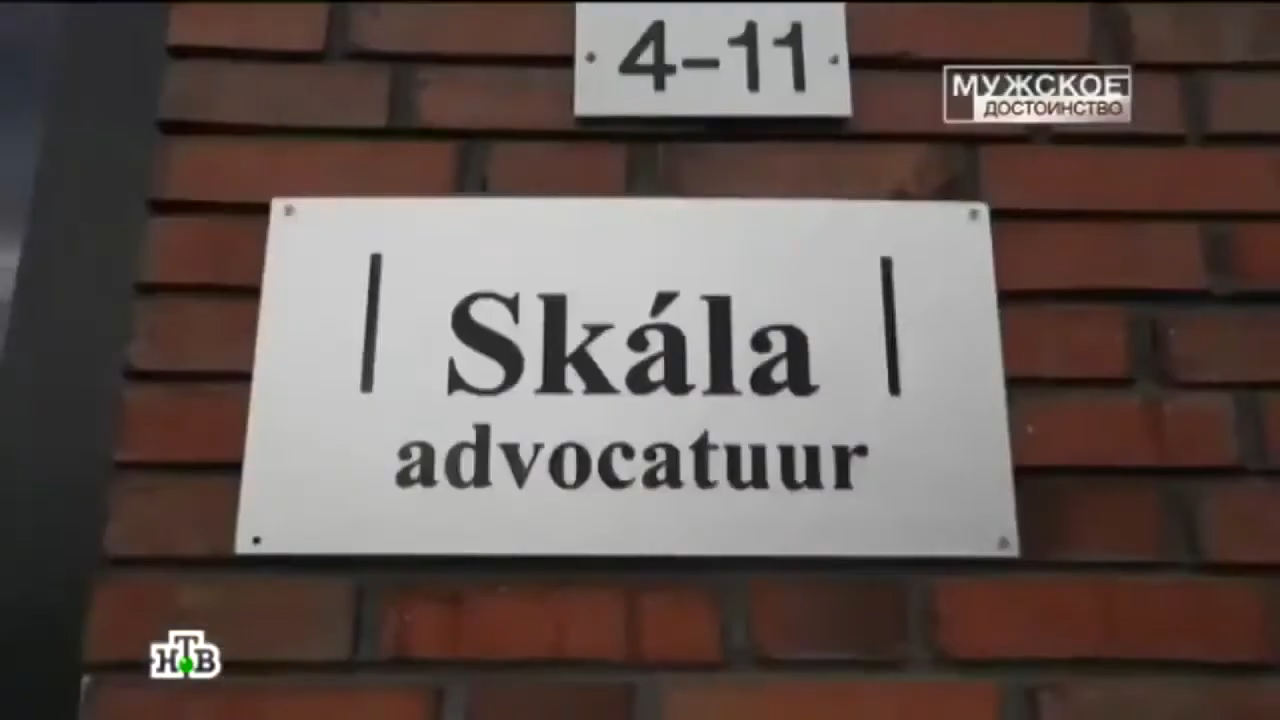 4-11
МУЖСКОЕ
ДОСТОИНСТВО
Skála
advocatuur
НТВ